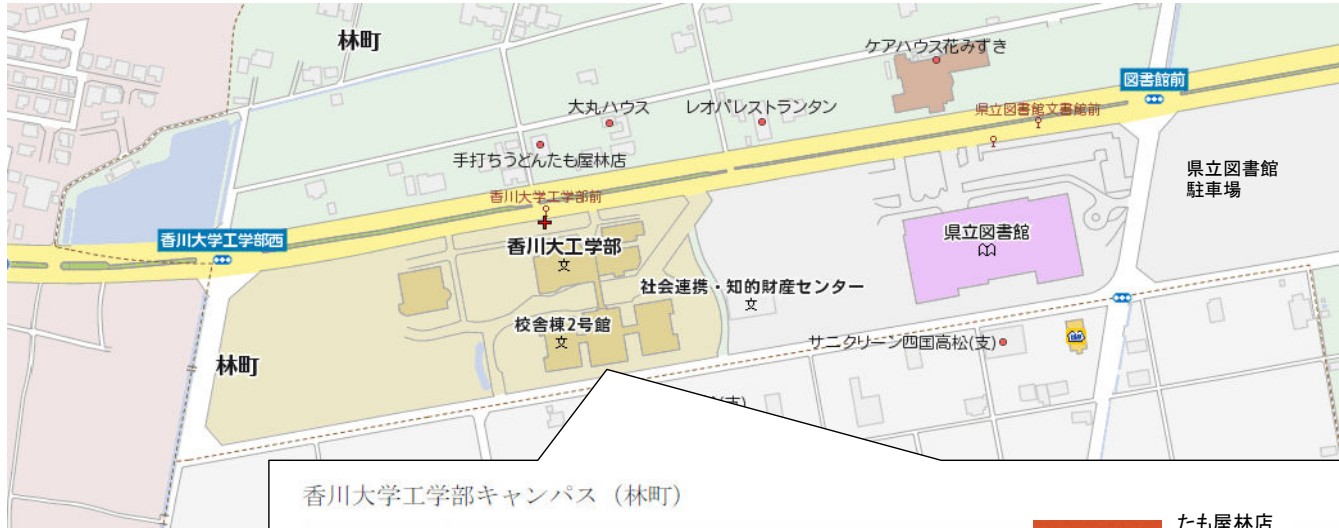 林町
ケアハウス花みずき
図書館前
大丸ハウス
レオパレストランタン
県立図書館文書館前
手打ちうどんたも屋林店
県立図書館
駐車場
香川大学工学部前
香川大学工学部西
香川大工学部
県立図書館
社会連携・知的財産センター
校舎棟2号館
サニクリーン四国高松(支)
林町
(支)
香川大学工学部キャンパス（林町）
たも屋林店